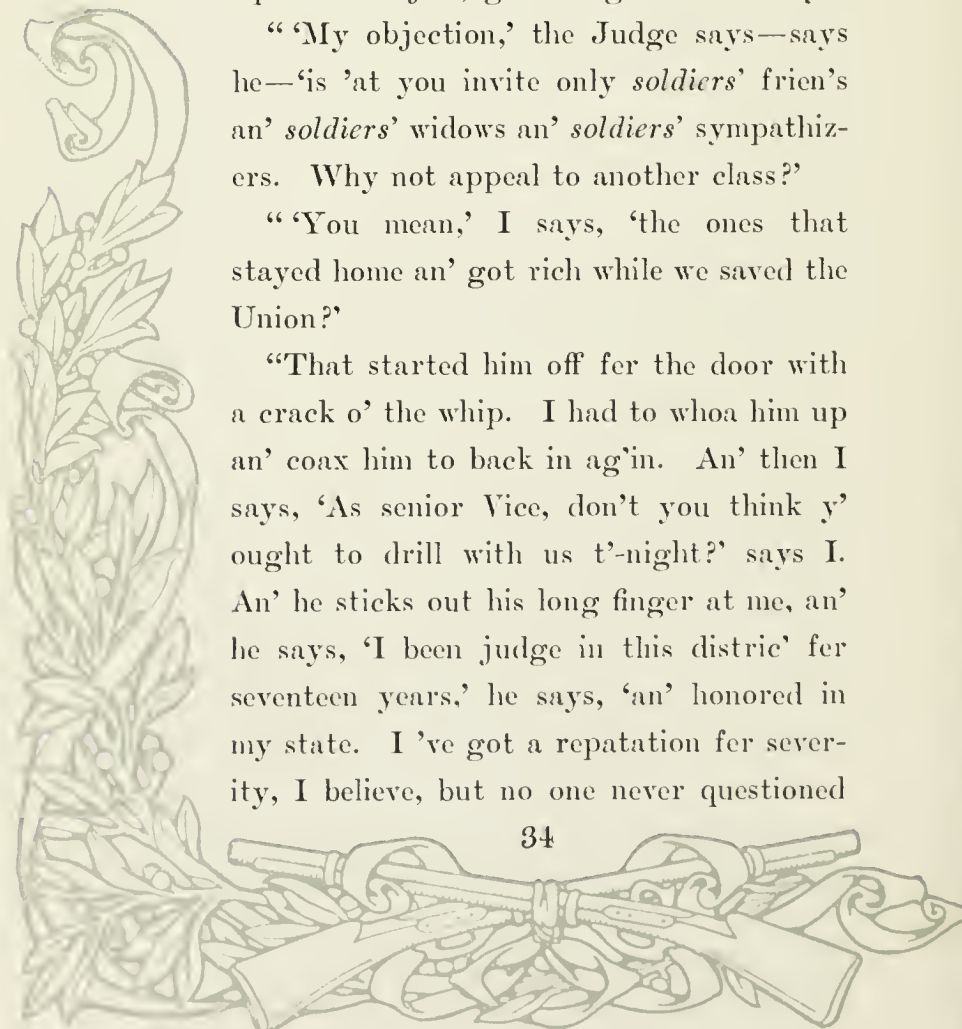 “ ‘My objection,’ the Judge says—says
he—‘is ’at you invite only soldiers’ frien’s
an’ soldiers’ widows an’ soldiers’ sympathiz-
ers. Why not appeal to another class?’
“ ‘You mean,’ I says, ‘the ones that
stayed home an’ got rich while we saved the
Union?’
“That started him off fer the door with
a crack o’ the whip. I had to whoa him up
an’ coax him to back in ag’in. An’ then I
says, ‘As senior Vice, don’t you think y’
ought to drill with us t’-night?’ says I.
An’ he sticks out his long finger at me, an’
he says, ‘I been judge in this distric’ fer
seventeen years,’ he says, ‘an’ honored in
my state. I ’ve got a repatation fer sever-
ity, I believe, but no one never questioned
34